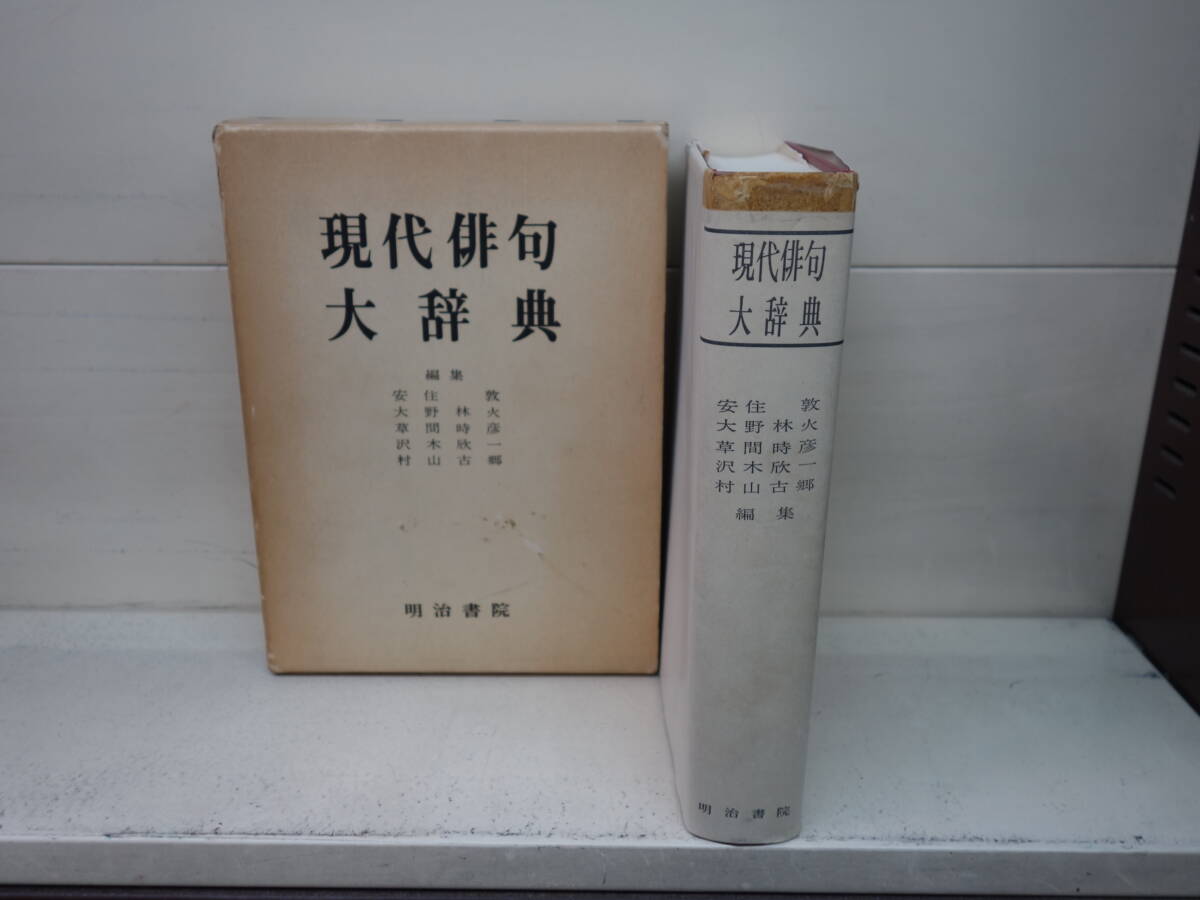 現代俳句
大辞典
編集
安住敦
大野林火
草間時彦
沢木欣一
村山古郷
明治書院
現代俳句
大辞典
安住敦
大野林火
草間時彦
沢木欣一
村山古郷
編集
明治書院